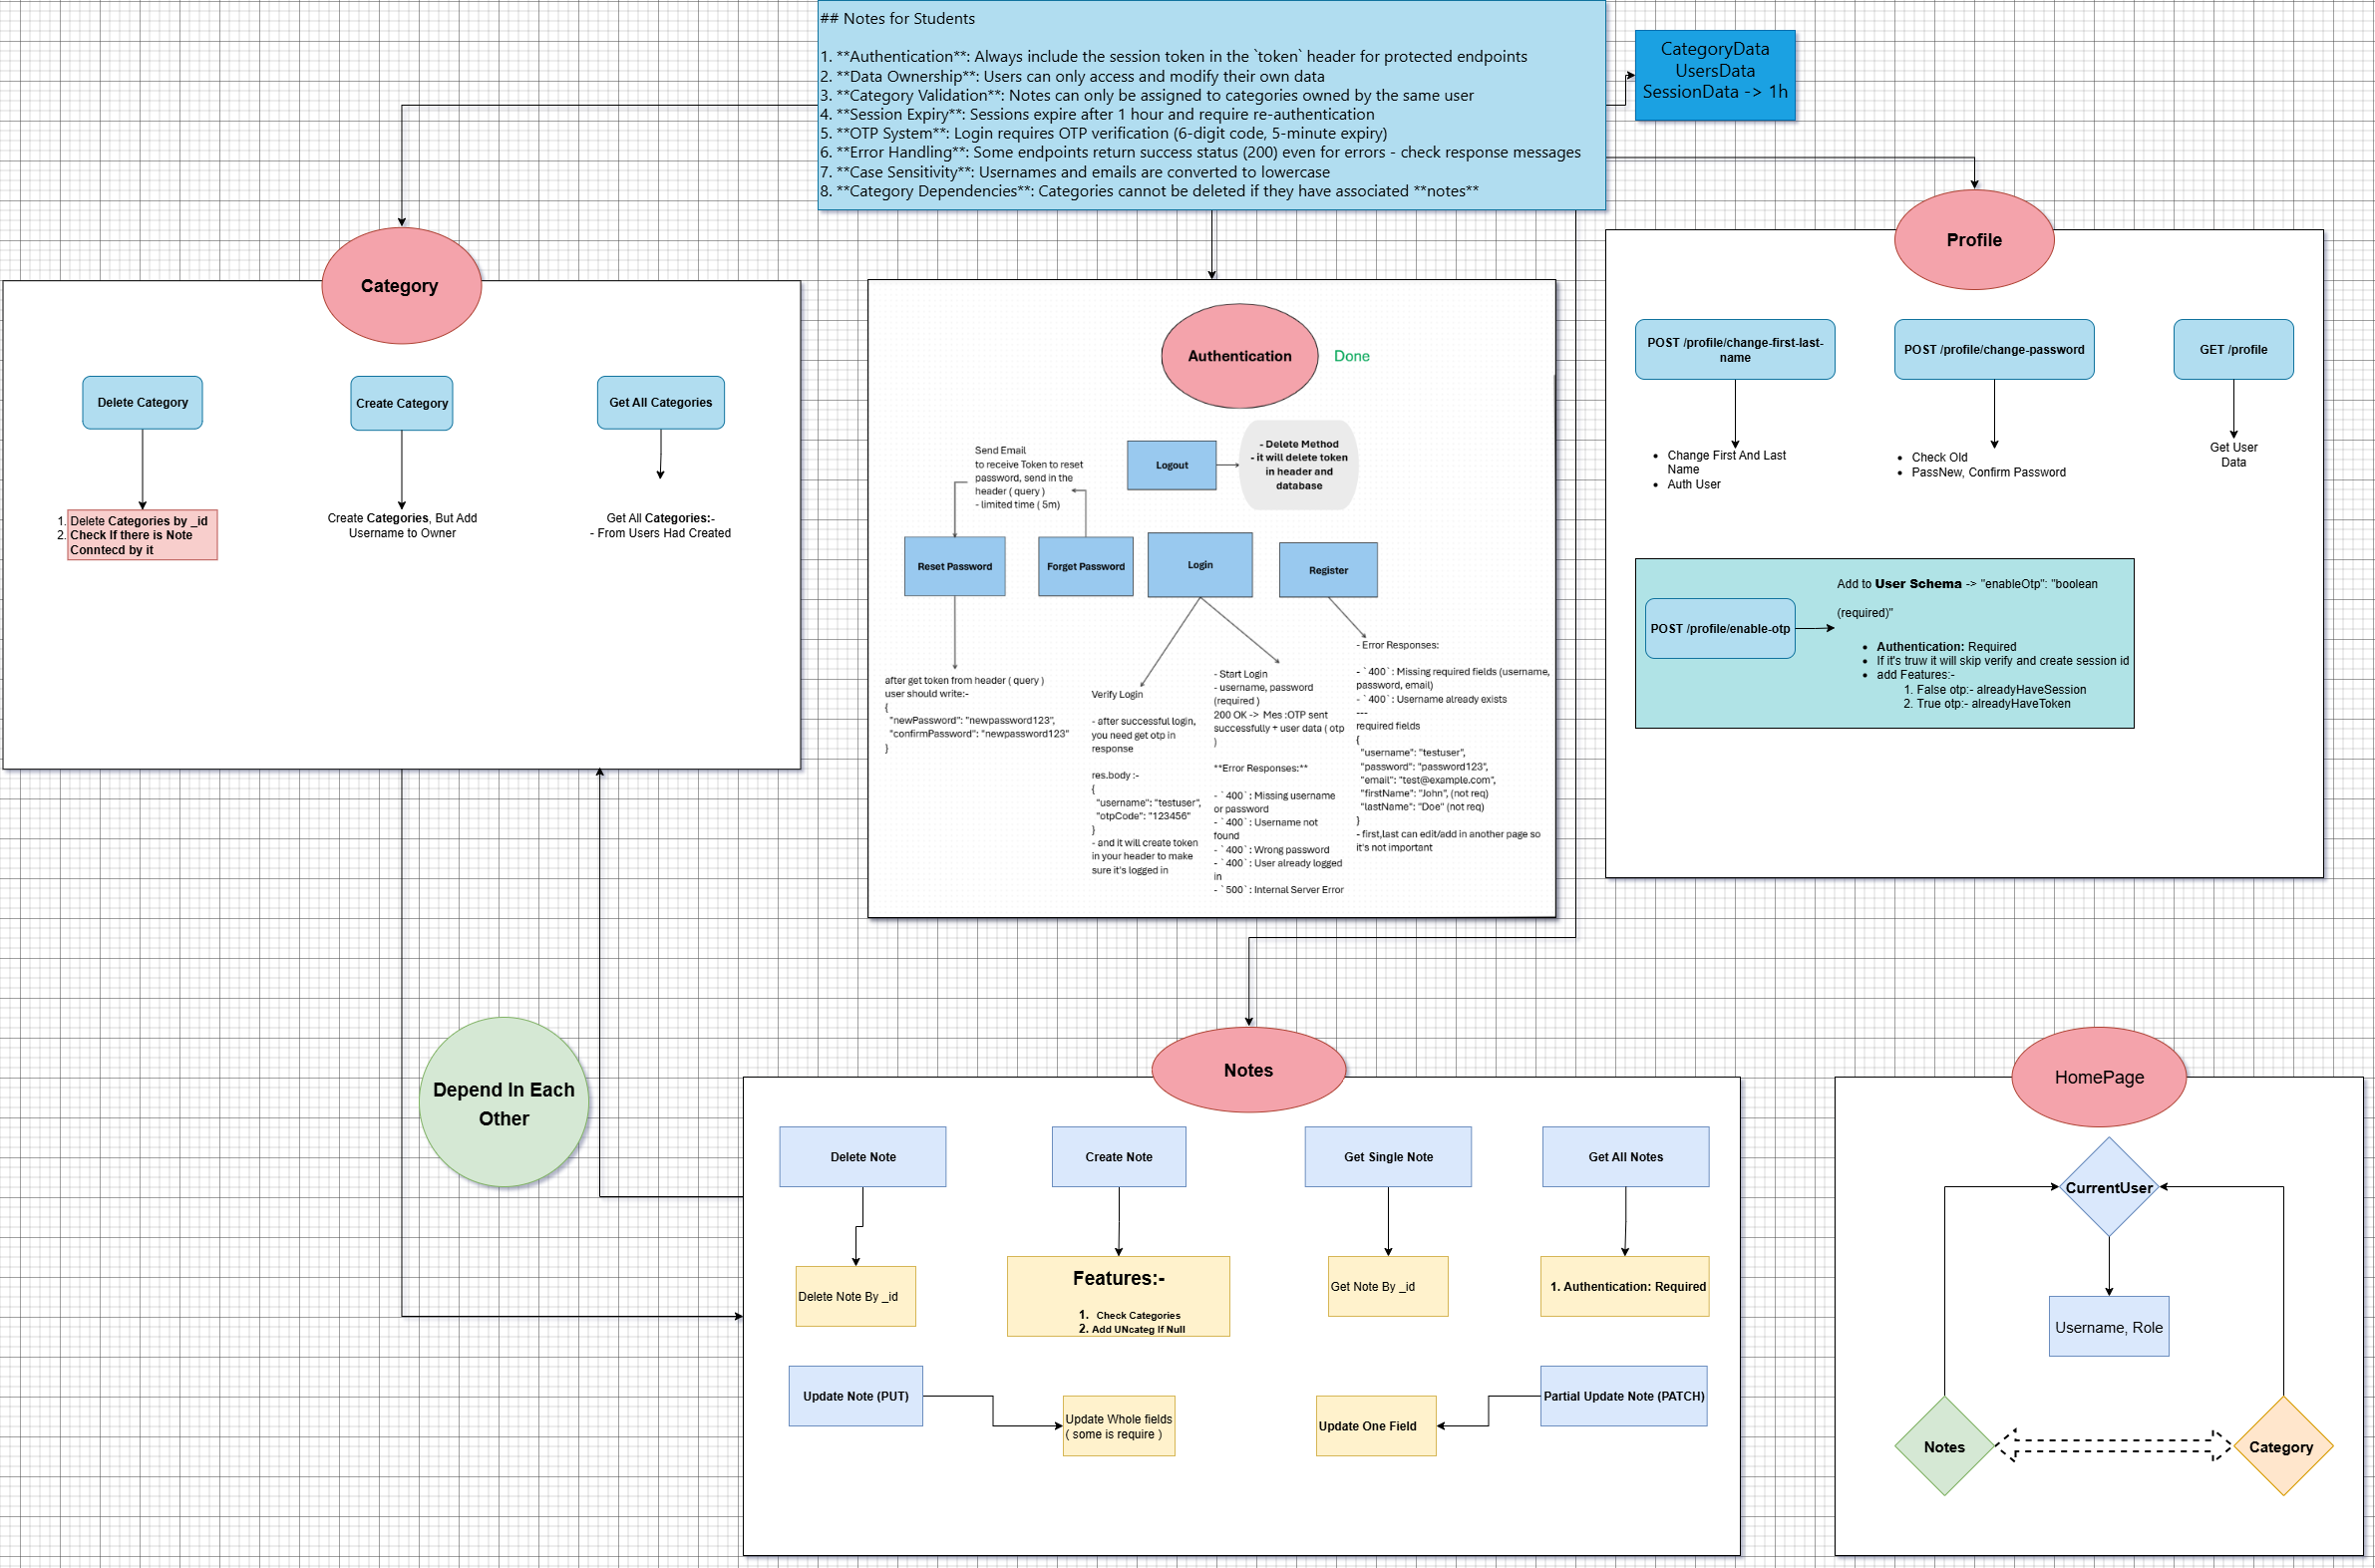 ## Notes for Students
1. **Authentication**: Always include the session token in the `token` header for protected endpoints
2. **Data Ownership**: Users can only access and modify their own data
3. **Category Validation**: Notes can only be assigned to categories owned by the same user
4. **Session Expiry**: Sessions expire after 1 hour and require re-authentication
5. **OTP System**: Login requires OTP verification (6-digit code, 5-minute expiry)
6. **Error Handling**: Some endpoints return success status (200) even for errors - check response messages
7. **Case Sensitivity**: Usernames and emails are converted to lowercase
8. **Category Dependencies**: Categories cannot be deleted if they have associated **notes**
CategoryData
UsersData
SessionData -> 1h
Category
Delete Category
Create Category
Get All Categories
1. Delete Categories by _id
2. Check If there is Note
Conntecd by it
Create Categories, But Add
Username to Owner
Get All Categories:-
- From Users Had Created
Authentication
Done
Logout
- Delete Method
- it will delete token
in header and
database
Send Email
to receive Token to reset
password, send in the
header ( query )
- limited time ( 5m)
Reset Password
Forget Password
Login
Register
after get token from header ( query )
user should write:-
{
"newPassword": "newpassword123",
"confirmPassword": "newpassword123"
}
Verify Login
- after successful login,
you need get otp in
response
res.body :-
{
"username": "testuser",
"otpCode": "123456"
}
- and it will create token
in your header to make
sure it's logged in
- Start Login
- username, password
(required )
200 OK -> Mes :OTP sent
successfully + user data ( otp
)
**Error Responses:**
- `400`: Missing username
or password
- `400`: Username not
found
- `400`: Wrong password
- `400`: User already logged
in
- `500`: Internal Server Error
- Error Responses:
- `400`: Missing required fields (username,
password, email)
- `400`: Username already exists
---
required fields
{
"username": "testuser",
"password": "password123",
"email": "test@example.com",
"firstName": "John", (not req)
"lastName": "Doe" (not req)
}
- first,last can edit/add in another page so
it's not important
Profile
POST /profile/change-first-last-
name
POST /profile/change-password
GET /profile
• Change First And Last
Name
• Auth User
• Check Old
• PassNew, Confirm Password
Get User
Data
POST /profile/enable-otp
Add to User Schema -> "enableOtp": "boolean
(required)"
• Authentication: Required
• If it's truw it will skip verify and create session id
• add Features:-
1. False otp:- alreadyHaveSession
2. True otp:- alreadyHaveToken
Depend In Each
Other
Notes
Delete Note
Create Note
Get Single Note
Get All Notes
Delete Note By _id
Features:-
1. Check Categories
2. Add UNcateg If Null
Get Note By _id
1. Authentication: Required
Update Note (PUT)
Update Whole fields
( some is require )
Update One Field
Partial Update Note (PATCH)
HomePage
CurrentUser
Username, Role
Notes
Category